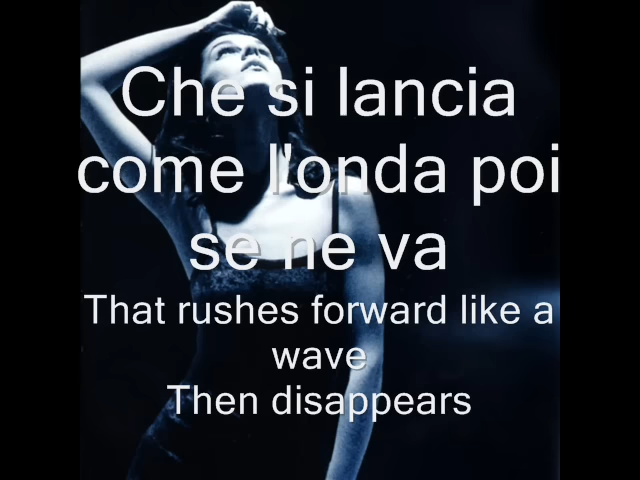 Che si lancia
come l'onda poi
se ne va
That rushes forward like a
wave
Then disappears